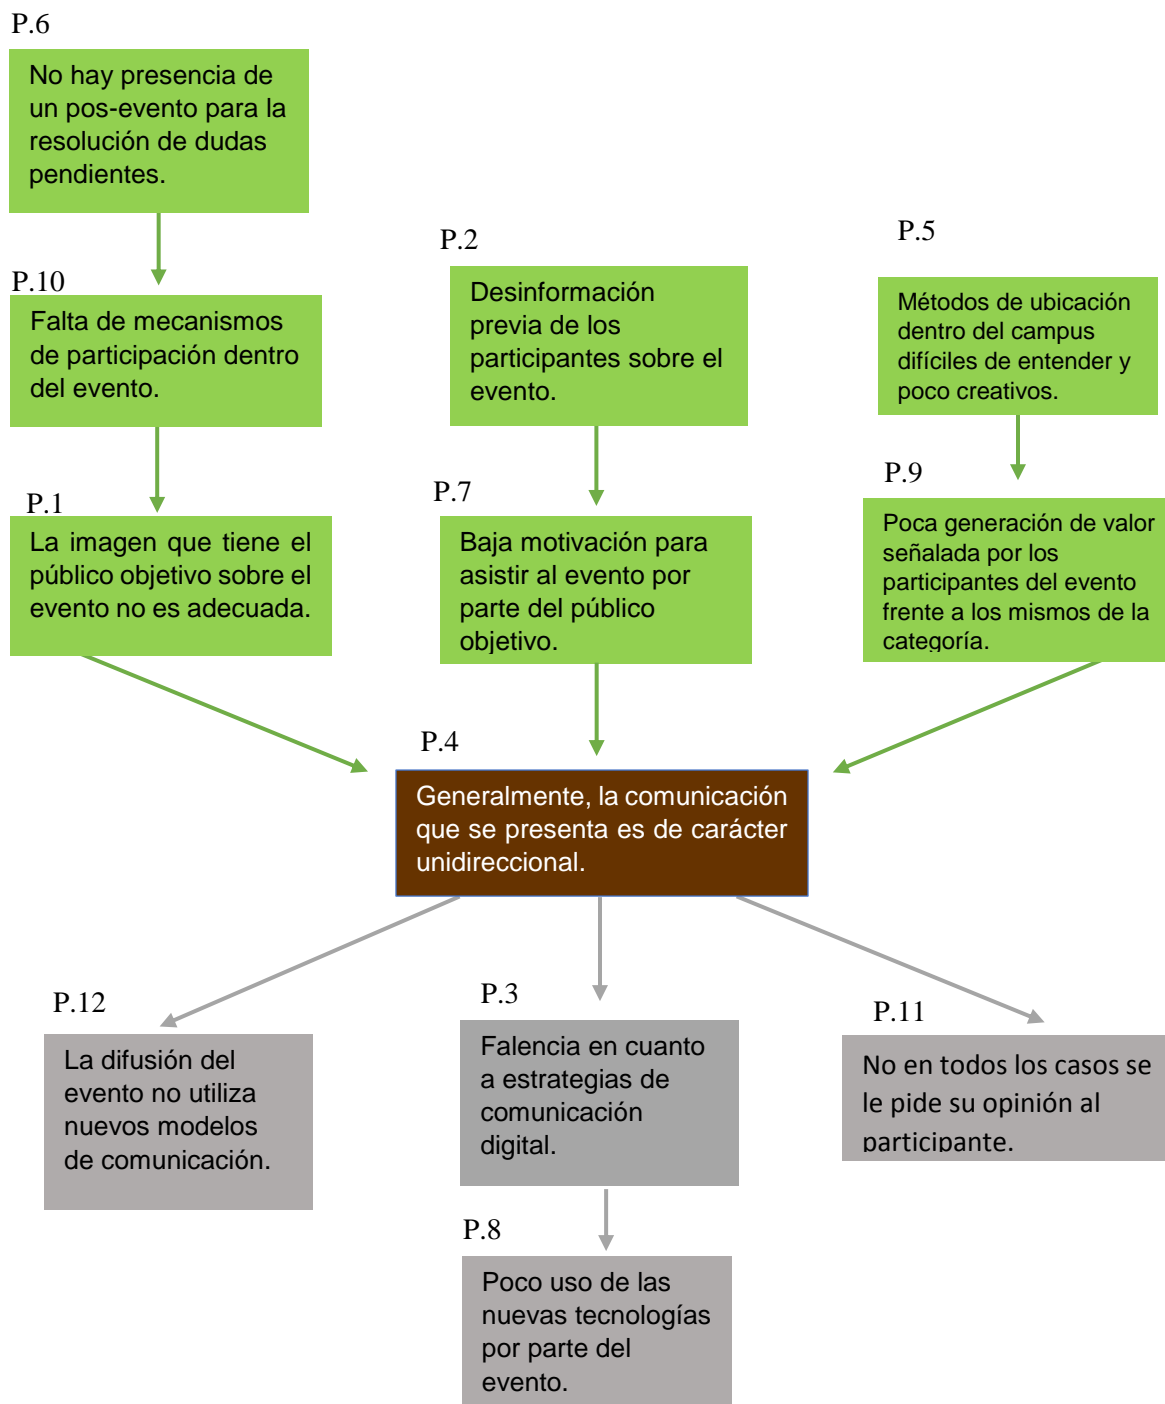 P.6
No hay presencia de
un pos-evento para la
resolución de dudas
pendientes.
P.10
Falta de mecanismos
de participación dentro
del evento.
P.1
La imagen que tiene el
público objetivo sobre el
evento no es adecuada.
P.2
Desinformación
previa de los
participantes sobre el
evento.
P.7
Baja motivación para
asistir al evento por
parte del público
objetivo.
P.5
Métodos de ubicación
dentro del campus
difíciles de entender y
poco creativos.
P.9
Poca generación de valor
señalada por los
participantes del evento
frente a los mismos de la
categoría.
P.4
Generalmente, la comunicación
que se presenta es de carácter
unidireccional.
P.12
La difusión del
evento no utiliza
nuevos modelos
de comunicación.
P.3
Falencia en cuanto
a estrategias de
comunicación
digital.
P.8
Poco uso de las
nuevas tecnologías
por parte del
evento.
P.11
No en todos los casos se
le pide su opinión al
participante.